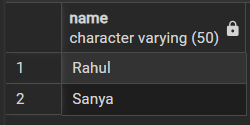 name
character varying (50)
1 Rahul
2 Sanya